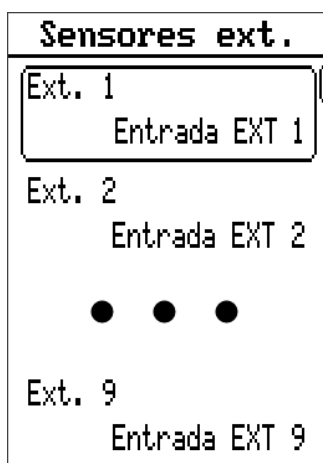 Sensores ext.
Ext. 1
Entrada EXT 1
Ext. 2
Entrada EXT 2
Ext. 9
Entrada EXT 9